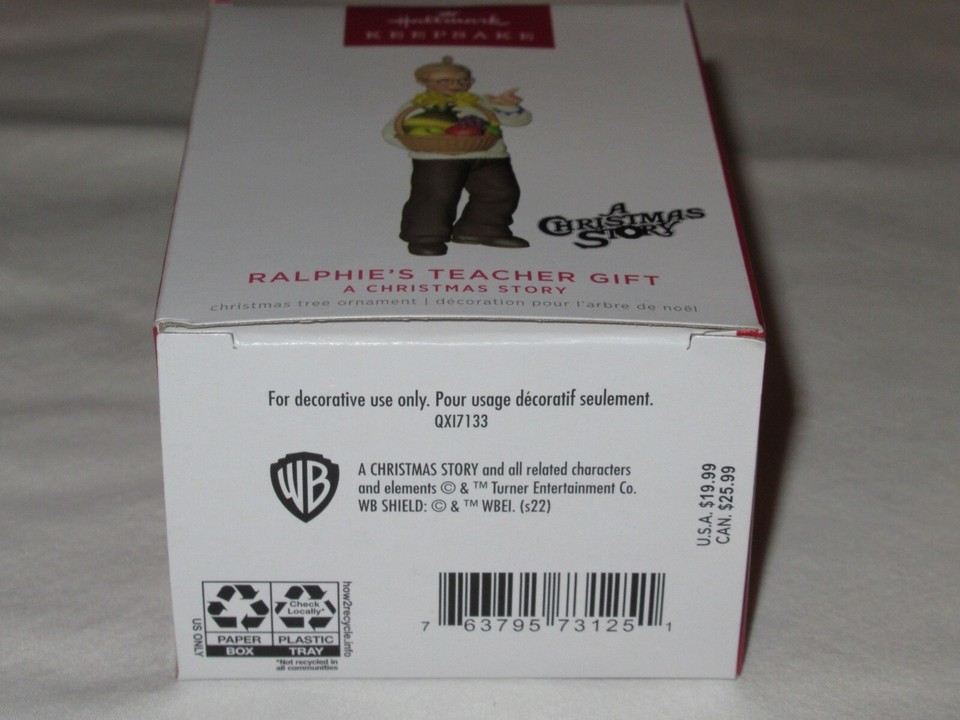 Hallmark
KEEPSAKE
A
CHRISTMAS
STORY
RALPHIE'S TEACHER GIFT
A CHRISTMAS STORY
christmas tree ornament | décoration pour l'arbre de noël
For decorative use only. Pour usage décoratif seulement.
QXI7133
WB
A CHRISTMAS STORY and all related characters
and elements © & ™ Turner Entertainment Co.
WB SHIELD: © & ™ WBEI. (s22)
U.S.A. $19.99
CAN. $25.99
US ONLY
Check
Locally*
PAPER
BOX
PLASTIC
TRAY
*Not recycled in
all communities
how2recycle.info
7 63795 73125 1